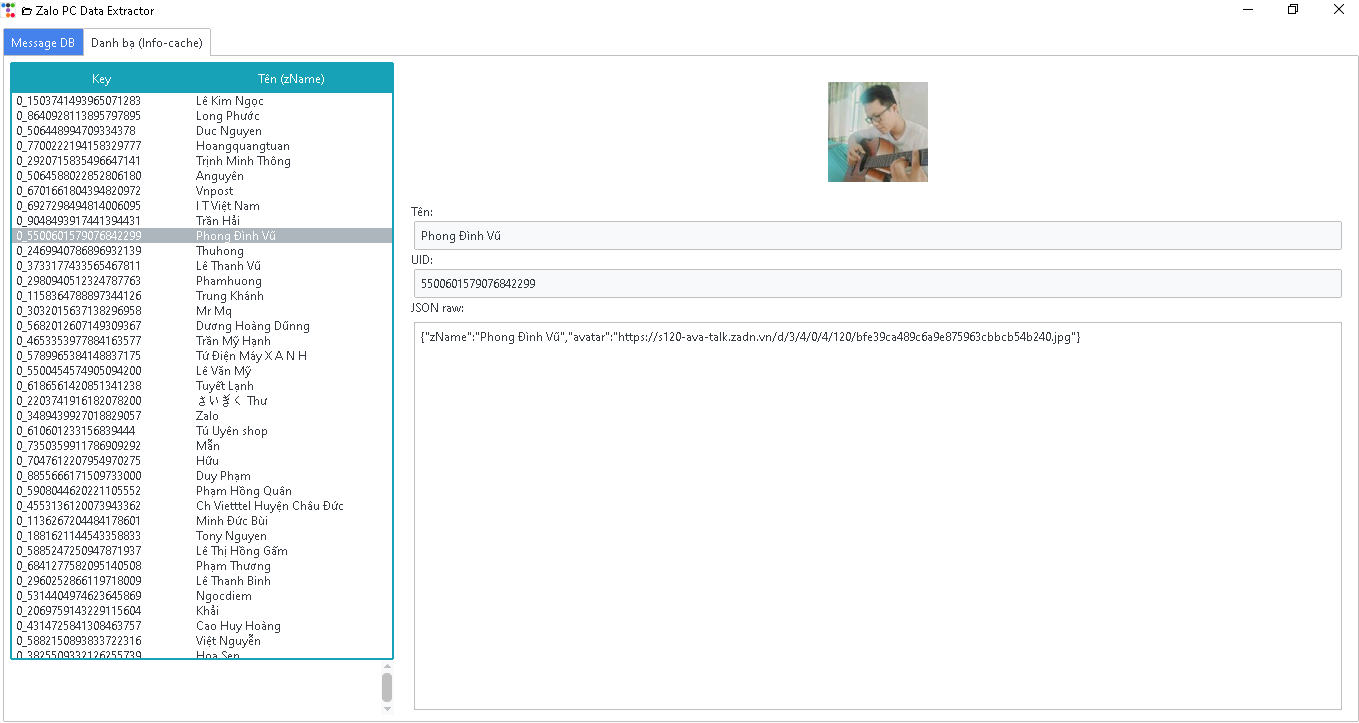 Zalo PC Data Extractor
Message DB
Danh bạ (Info-cache)
Key Tên (zName)
0_1503741493965071283 Lê Kim Ngọc
0_8640928113895797895 Long Phước
0_506448994709334378 Duc Nguyen
0_7700222194158329777 Hoangquangtuan
0_2920715835496647141 Trịnh Minh Thông
0_5064588022852806180 Anguyên
0_6701661804394820972 Vnpost
0_6927298494814006095 I T Việt Nam
0_9048493917441394431 Trần Hải
0_5500601579076842299 Phong Đình Vũ
0_2469940786896932139 Thuhong
0_3733177433565467811 Lê Thanh Vũ
0_2980940512324787763 Phamhuong
0_1158364788897344126 Trung Khánh
0_3032015637138296958 Mr Mq
0_5682012607149309367 Dương Hoàng Dũnng
0_4653353977884163577 Trần Mỹ Hạnh
0_5789965384148837175 Tứ Điện Máy X A N H
0_5500454574905094200 Lê Văn Mỹ
0_6186561420851341238 Tuyết Lạnh
0_2203741916182078200 さいぎく Thư
0_3489439927018829057 Zalo
0_610601233156839444 Tú Uyên shop
0_7350359911786909292 Mẫn
0_7047612207954970275 Hữu
0_8855666171509733000 Duy Phạm
0_5908044620221105552 Phạm Hồng Quân
0_4553136120073943362 Ch Vietttel Huyện Châu Đức
0_1136267204484178601 Minh Đức Bùi
0_1881621144543358833 Tony Nguyen
0_5885247250947871937 Lê Thị Hồng Gấm
0_6841277582095140508 Phạm Thương
0_2960252866119718009 Lê Thanh Bình
0_5314404974623645869 Ngocdiem
0_2069759143229115604 Khải
0_4314725841308463757 Cao Huy Hoàng
0_5882150893833722316 Việt Nguyễn
0_3825509332126255739 Hoa Sen
Tên:
Phong Đình Vũ
UID:
5500601579076842299
JSON raw:
{"zName":"Phong Đình Vũ","avatar":"https://s120-ava-talk.zadn.vn/d/3/4/0/4/120/bfe39ca489c6a9e875963cbbcb54b240.jpg"}